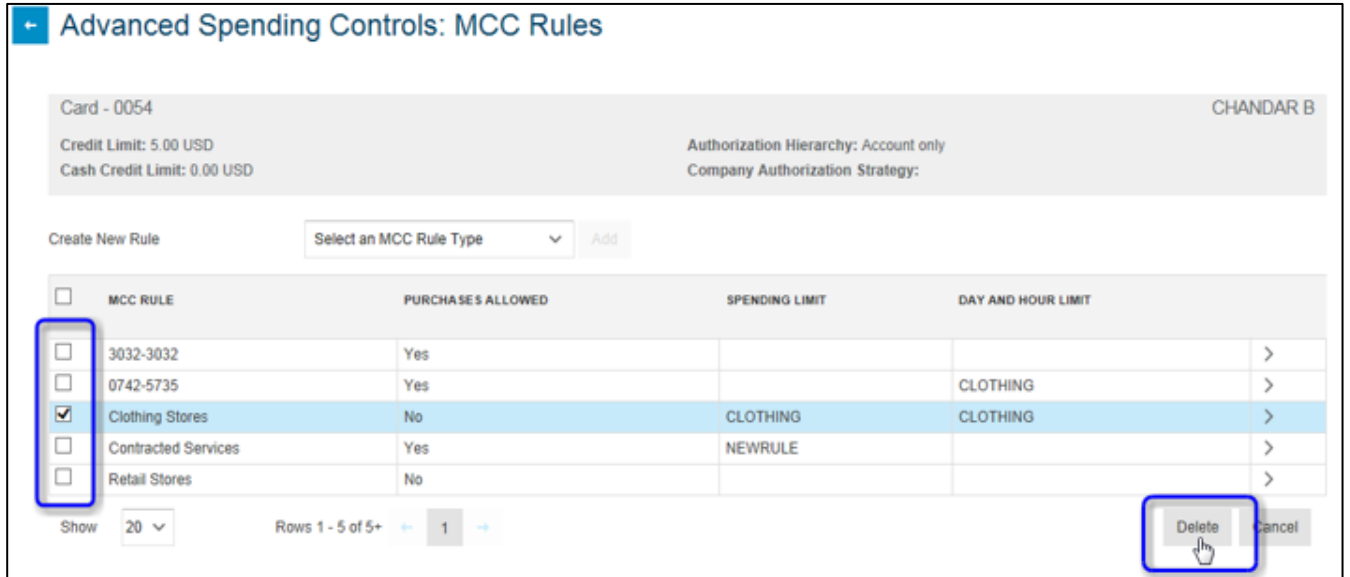 Advanced Spending Controls: MCC Rules
Card - 0054 CHANDAR B
Credit Limit: 5.00 USD Authorization Hierarchy: Account only
Cash Credit Limit: 0.00 USD Company Authorization Strategy:
Create New Rule Select an MCC Rule Type Add
MCC RULE PURCHASES ALLOWED SPENDING LIMIT DAY AND HOUR LIMIT
3032-3032 Yes
0742-5735 Yes CLOTHING
Clothing Stores No CLOTHING CLOTHING
Contracted Services Yes NEWRULE
Retail Stores No
Show 20 Rows 1 - 5 of 5+ 1 Delete Cancel